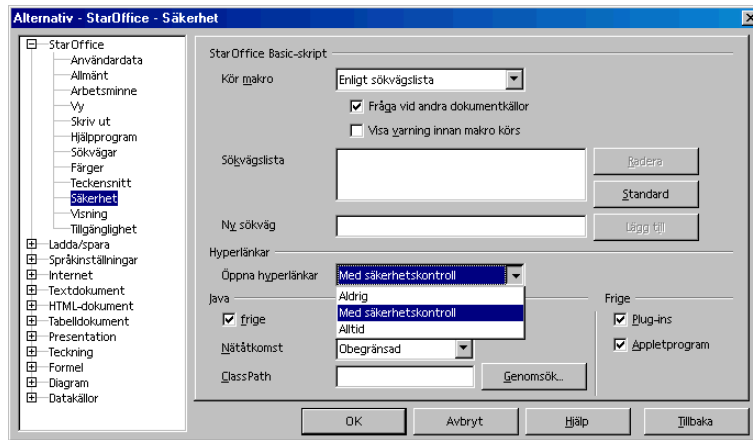 Alternativ - StarOffice - Säkerhet
StarOffice
Användardata
Allmänt
Arbetsminne
Vy
Skriv ut
Hjälpprogram
Sökvägar
Färger
Teckensnitt
Säkerhet
Visning
Tillgänglighet
Ladda/spara
Språkinställningar
Internet
Textdokument
HTML-dokument
Tabelldokument
Presentation
Teckning
Formel
Diagram
Datakällor
StarOffice Basic-skript
Kör makro Enligt sökvägslista
Fråga vid andra dokumentkällor
Visa varning innan makro körs
Sökvägslista Radera
Standard
Ny sökväg Lägg till
Hyperlänkar
Öppna hyperlänkar Med säkerhetskontroll
Aldrig
Med säkerhetskontroll
Alltid
Java
frige
Nätåtkomst Obegränsad
ClassPath Genomsök...
Frige
Plug-ins
Appletprogram
OK Avbryt Hjälp Tillbaka